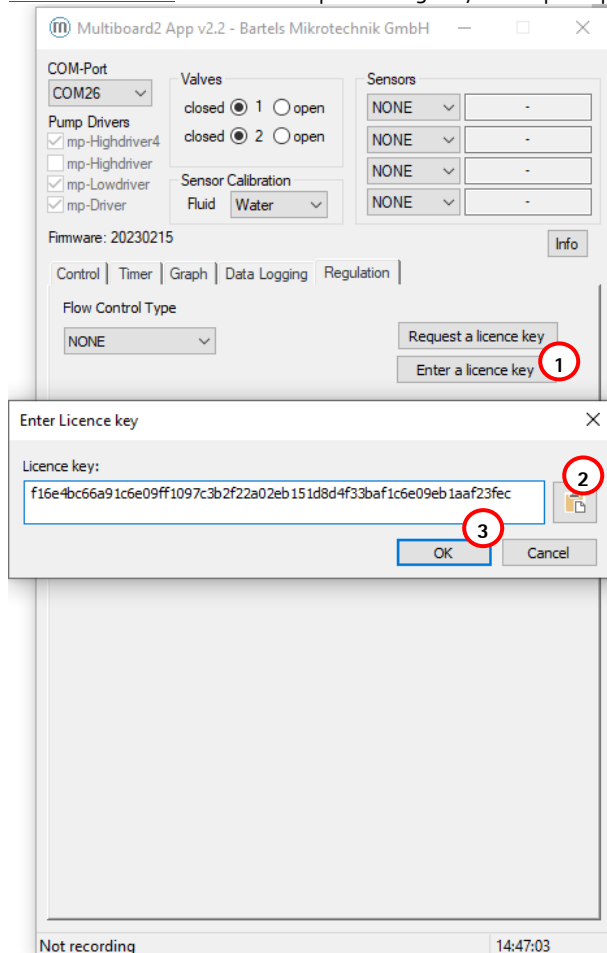 Multiboard2 App v2.2 - Bartels Mikrotechnik GmbH
COM-Port
COM26
Pump Drivers
mp-Highdriver4
mp-Highdriver
mp-Lowdriver
mp-Driver
Valves
closed 1 open
closed 2 open
Sensor Calibration
Fluid Water
Sensors
NONE -
NONE -
NONE -
NONE -
Firmware: 20230215
Info
Control Timer Graph Data Logging Regulation
Flow Control Type
NONE
Request a licence key
Enter a licence key 1
Enter Licence key
Licence key:
f16e4bc66a91c6e09ff1097c3b2f22a02eb151d8d4f33baf1c6e09eb1aaf23fec
2
3
OK Cancel
Not recording 14:47:03